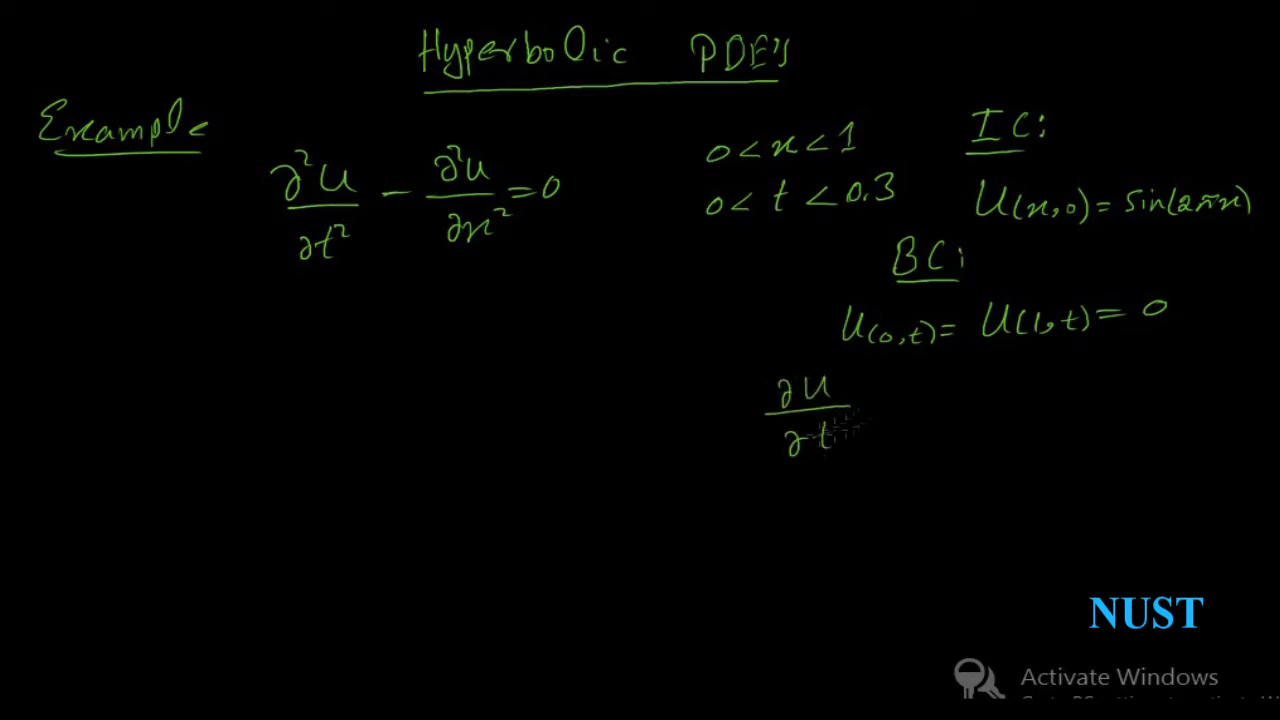 Hyperbolic PDE's
Example
∂²U/∂t² - ∂²U/∂x² = 0
0 < x < 1
0 < t < 0.3
IC:
U(x,0) = sin(2πx)
BC:
U(0,t) = U(1,t) = 0
∂U/∂t
NUST
Activate Windows